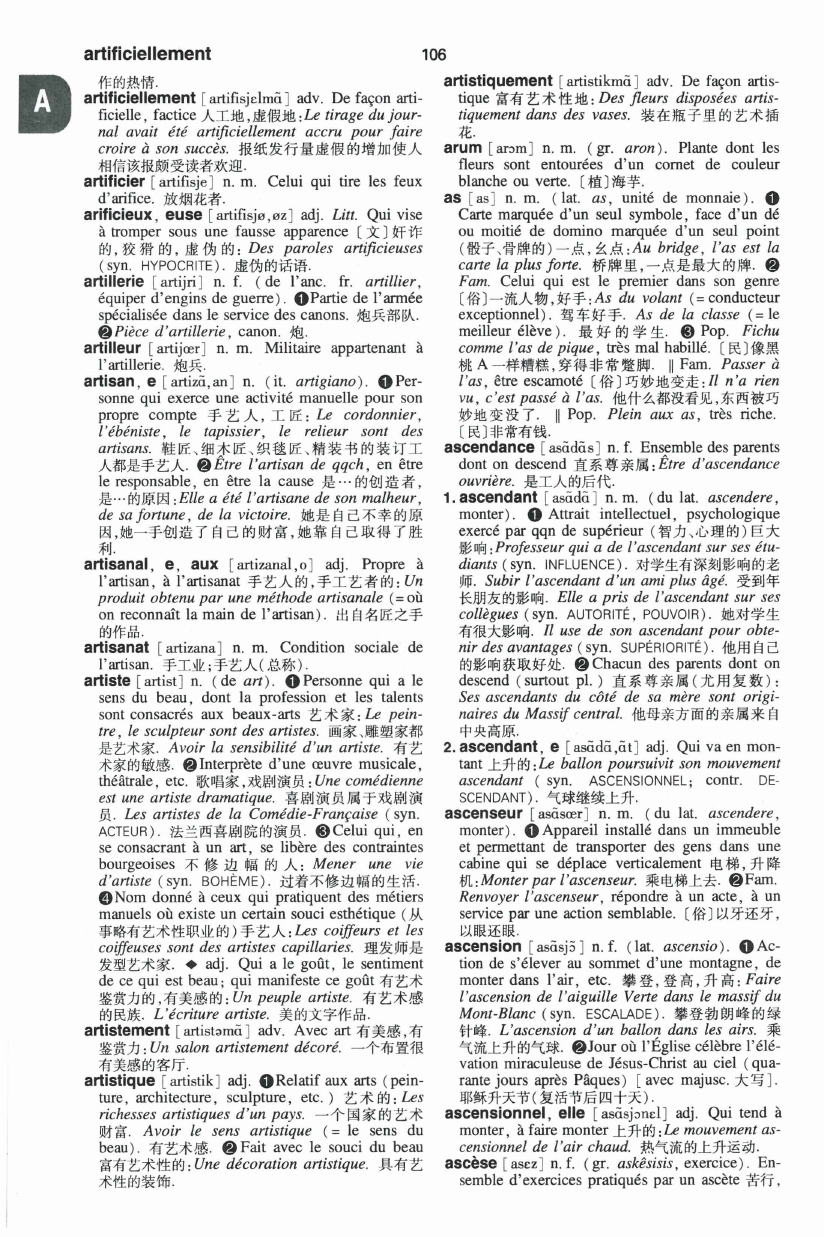 artificiellement
106
A
作的热情.
artificiellement [artifisjɛlmɑ̃] adv. De façon arti-
ficielle, factice 人工地,虚假地:Le tirage du jour-
nal avait été artificiellement accru pour faire
croire à son succès. 报纸发行量虚假的增加使人
相信该报颇受读者欢迎.
artificier [artifisje] n. m. Celui qui tire les feux
d'arifice. 放烟花者.
arificieux, euse [artifisjø,øz] adj. Litt. Qui vise
à tromper sous une fausse apparence〔文〕奸诈
的,狡猾的,虚伪的: Des paroles artificieuses
(syn. HYPOCRITE). 虚伪的话语.
artillerie [artijri] n. f. (de l'anc. fr. artillier,
équiper d'engins de guerre). ❶Partie de l'armée
spécialisée dans le service des canons. 炮兵部队.
❷Pièce d'artillerie, canon. 炮.
artilleur [artijœr] n. m. Militaire appartenant à
l'artillerie. 炮兵.
artisan, e [artizɑ̃,an] n. (it. artigiano). ❶Per-
sonne qui exerce une activité manuelle pour son
propre compte 手艺人,工匠: Le cordonnier,
l'ébéniste, le tapissier, le relieur sont des
artisans. 鞋匠、细木匠、织毯匠、精装书的装订工
人都是手艺人. ❷Être l'artisan de qqch, en être
le responsable, en être la cause 是…的创造者,
是…的原因:Elle a été l'artisane de son malheur,
de sa fortune, de la victoire. 她是自己不幸的原
因,她一手创造了自己的财富,她靠自己取得了胜
利.
artisanal, e, aux [artizanal,o] adj. Propre à
l'artisan, à l'artisanat 手艺人的,手工艺者的:Un
produit obtenu par une méthode artisanale (=où
on reconnaît la main de l'artisan). 出自名匠之手
的作品.
artisanat [artizana] n. m. Condition sociale de
l'artisan. 手工业;手艺人(总称).
artiste [artist] n. (de art). ❶Personne qui a le
sens du beau, dont la profession et les talents
sont consacrés aux beaux-arts 艺术家:Le pein-
tre, le sculpteur sont des artistes. 画家、雕塑家都
是艺术家. Avoir la sensibilité d'un artiste. 有艺
术家的敏感. ❷Interprète d'une œuvre musicale,
théâtrale, etc. 歌唱家,戏剧演员:Une comédienne
est une artiste dramatique. 喜剧演员属于戏剧演
员. Les artistes de la Comédie-Française (syn.
ACTEUR). 法兰西喜剧院的演员. ❸Celui qui, en
se consacrant à un art, se libère des contraintes
bourgeoises 不修边幅的人: Mener une vie
d'artiste (syn. BOHÈME). 过着不修边幅的生活.
❹Nom donné à ceux qui pratiquent des métiers
manuels où existe un certain souci esthétique (从
事略有艺术性职业的)手艺人:Les coiffeurs et les
coiffeuses sont des artistes capillaries. 理发师是
发型艺术家. ◆ adj. Qui a le goût, le sentiment
de ce qui est beau; qui manifeste ce goût 有艺术
鉴赏力的,有美感的:Un peuple artiste. 有艺术感
的民族. L'écriture artiste. 美的文字作品.
artistement [artistəmɑ̃] adv. Avec art 有美感,有
鉴赏力:Un salon artistement décoré. 一个布置很
有美感的客厅.
artistique [artistik] adj. ❶Relatif aux arts (pein-
ture, architecture, sculpture, etc.) 艺术的:Les
richesses artistiques d'un pays. 一个国家的艺术
财富. Avoir le sens artistique (= le sens du
beau). 有艺术感. ❷Fait avec le souci du beau
富有艺术性的:Une décoration artistique. 具有艺
术性的装饰.
artistiquement [artistikmɑ̃] adv. De façon artis-
tique 富有艺术性地:Des fleurs disposées artis-
tiquement dans des vases. 装在瓶子里的艺术插
花.
arum [arɔm] n. m. (gr. aron). Plante dont les
fleurs sont entourées d'un cornet de couleur
blanche ou verte.〔植〕海芋.
as [as] n. m. (lat. as, unité de monnaie). ❶
Carte marquée d'un seul symbole, face d'un dé
ou moitié de domino marquée d'un seul point
(骰子、骨牌的)一点,幺点:Au bridge, l'as est la
carte la plus forte. 桥牌里,一点是最大的牌. ❷
Fam. Celui qui est le premier dans son genre
〔俗〕一流人物,好手:As du volant (=conducteur
exceptionnel). 驾车好手. As de la classe (=le
meilleur élève). 最好的学生. ❸ Pop. Fichu
comme l'as de pique, très mal habillé.〔民〕像黑
桃 A 一样糟糕,穿得非常蹩脚. ‖ Fam. Passer à
l'as, être escamoté〔俗〕巧妙地变走:Il n'a rien
vu, c'est passé à l'as. 他什么都没看见,东西被巧
妙地变没了. ‖ Pop. Plein aux as, très riche.
〔民〕非常有钱.
ascendance [asɑ̃dɑ̃s] n. f. Ensemble des parents
dont on descend 直系尊亲属:Être d'ascendance
ouvrière. 是工人的后代.
1. ascendant [asɑ̃dɑ̃] n. m. (du lat. ascendere,
monter). ❶ Attrait intellectuel, psychologique
exercé par qqn de supérieur (智力、心理的)巨大
影响:Professeur qui a de l'ascendant sur ses étu-
diants (syn. INFLUENCE). 对学生有深刻影响的老
师. Subir l'ascendant d'un ami plus âgé. 受到年
长朋友的影响. Elle a pris de l'ascendant sur ses
collègues (syn. AUTORITÉ, POUVOIR). 她对学生
有很大影响. Il use de son ascendant pour obte-
nir des avantages (syn. SUPÉRIORITÉ). 他用自己
的影响获取好处. ❷Chacun des parents dont on
descend (surtout pl.) 直系尊亲属(尤用复数):
Ses ascendants du côté de sa mère sont origi-
naires du Massif central. 他母亲方面的亲属来自
中央高原.
2. ascendant, e [asɑ̃dɑ̃,ɑ̃t] adj. Qui va en mon-
tant 上升的:Le ballon poursuivit son mouvement
ascendant ( syn. ASCENSIONNEL; contr. DE-
SCENDANT). 气球继续上升.
ascenseur [asɑ̃sœr] n. m. (du lat. ascendere,
monter). ❶Appareil installé dans un immeuble
et permettant de transporter des gens dans une
cabine qui se déplace verticalement 电梯,升降
机:Monter par l'ascenseur. 乘电梯上去. ❷Fam.
Renvoyer l'ascenseur, répondre à un acte, à un
service par une action semblable.〔俗〕以牙还牙,
以眼还眼.
ascension [asɑ̃sjɔ̃] n. f. (lat. ascensio). ❶Ac-
tion de s'élever au sommet d'une montagne, de
monter dans l'air, etc. 攀登,登高,升高: Faire
l'ascension de l'aiguille Verte dans le massif du
Mont-Blanc (syn. ESCALADE). 攀登勃朗峰的绿
针峰. L'ascension d'un ballon dans les airs. 乘
气流上升的气球. ❷Jour où l'Église célèbre l'élé-
vation miraculeuse de Jésus-Christ au ciel (qua-
rante jours après Pâques) [avec majusc. 大写].
耶稣升天节(复活节后四十天).
ascensionnel, elle [asɑ̃sjɔnɛl] adj. Qui tend à
monter, à faire monter 上升的:Le mouvement as-
censionnel de l'air chaud. 热气流的上升运动.
ascèse [asɛz] n. f. (gr. askêsisis, exercice). En-
semble d'exercices pratiqués par un ascète 苦行,